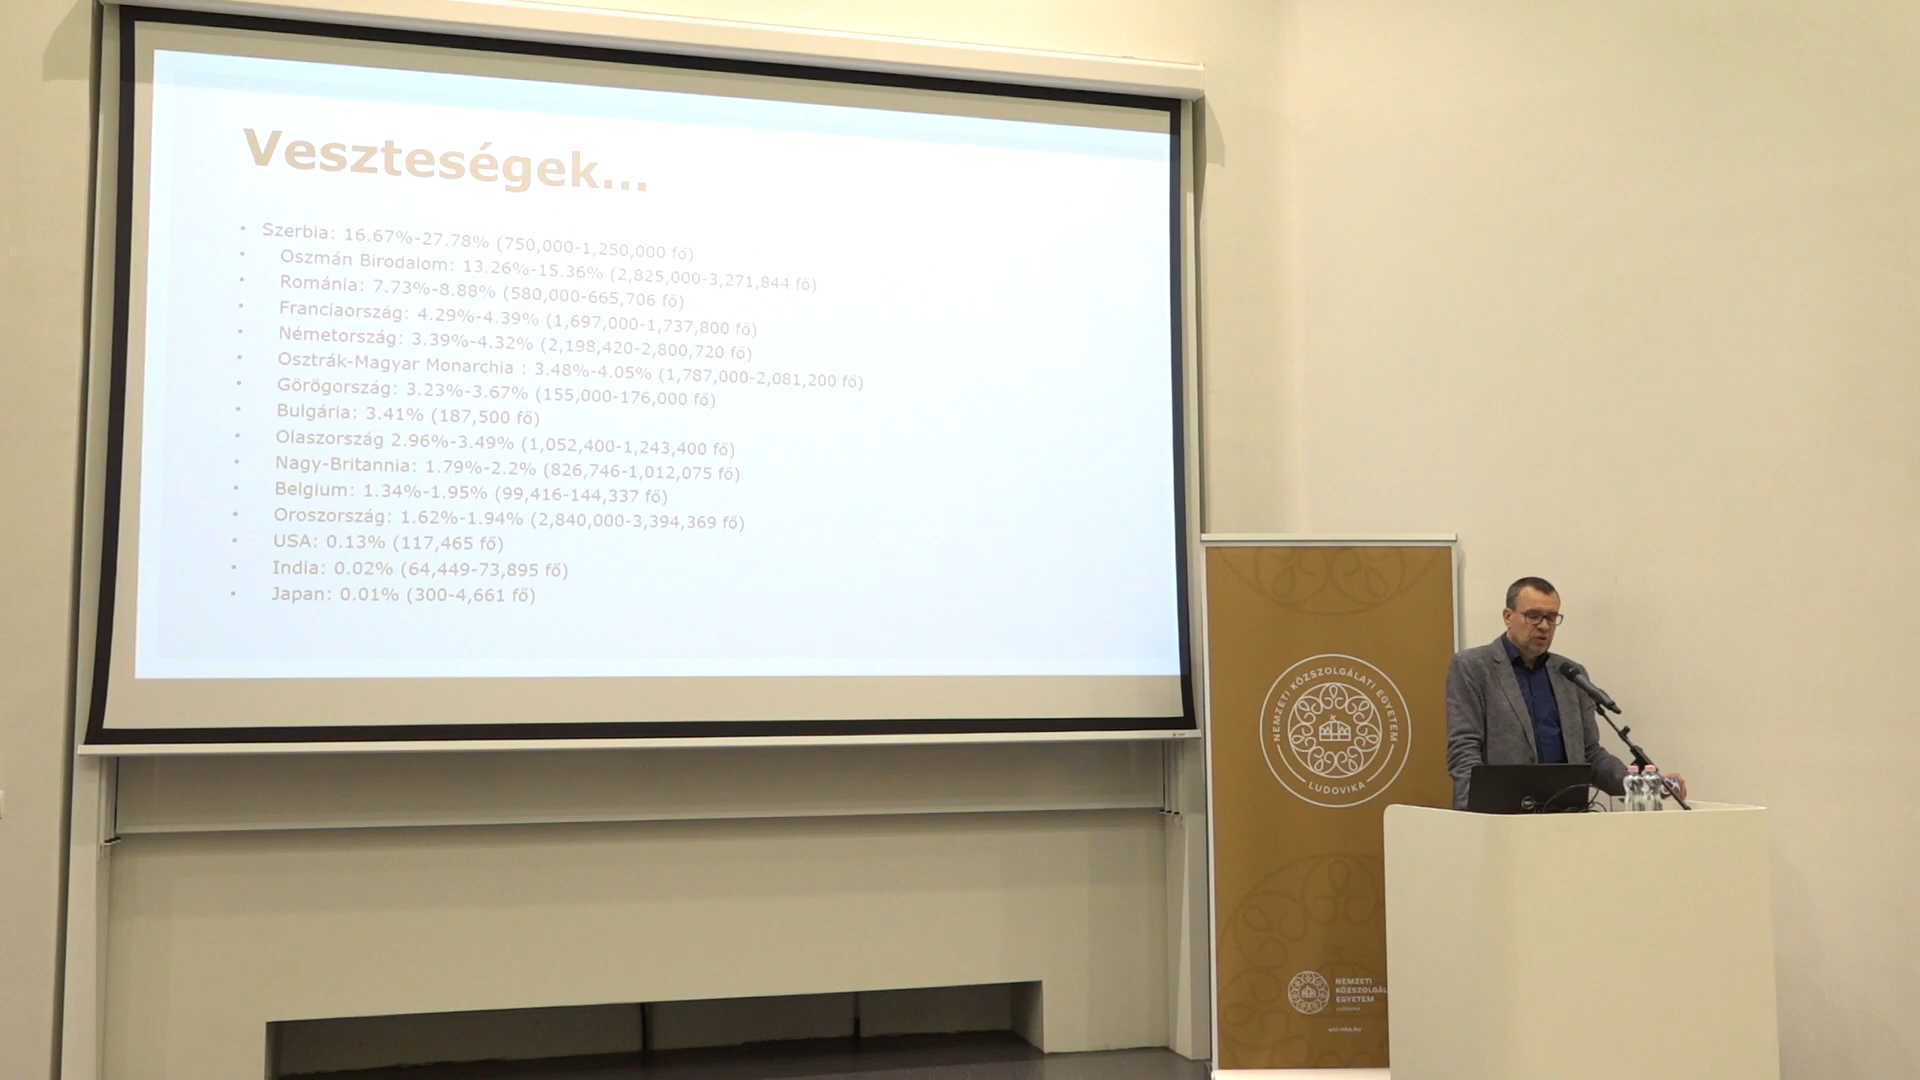 Veszteségek...
• Szerbia: 16.67%-27.78% (750,000-1,250,000 fő)
• Oszmán Birodalom: 13.26%-15.36% (2,825,000-3,271,844 fő)
• Románia: 7.73%-8.88% (580,000-665,706 fő)
• Franciaország: 4.29%-4.39% (1,697,000-1,737,800 fő)
• Németország: 3.39%-4.32% (2,198,420-2,800,720 fő)
• Osztrák-Magyar Monarchia : 3.48%-4.05% (1,787,000-2,081,200 fő)
• Görögország: 3.23%-3.67% (155,000-176,000 fő)
• Bulgária: 3.41% (187,500 fő)
• Olaszország 2.96%-3.49% (1,052,400-1,243,400 fő)
• Nagy-Britannia: 1.79%-2.2% (826,746-1,012,075 fő)
• Belgium: 1.34%-1.95% (99,416-144,337 fő)
• Oroszország: 1.62%-1.94% (2,840,000-3,394,369 fő)
• USA: 0.13% (117,465 fő)
• India: 0.02% (64,449-73,895 fő)
• Japan: 0.01% (300-4,661 fő)
NEMZETI KÖZSZOLGÁLATI EGYETEM
LUDOVIKA
NEMZETI
KÖZSZOLGÁL
EGYETEM
LUDOVIKA
uni-nke.hu